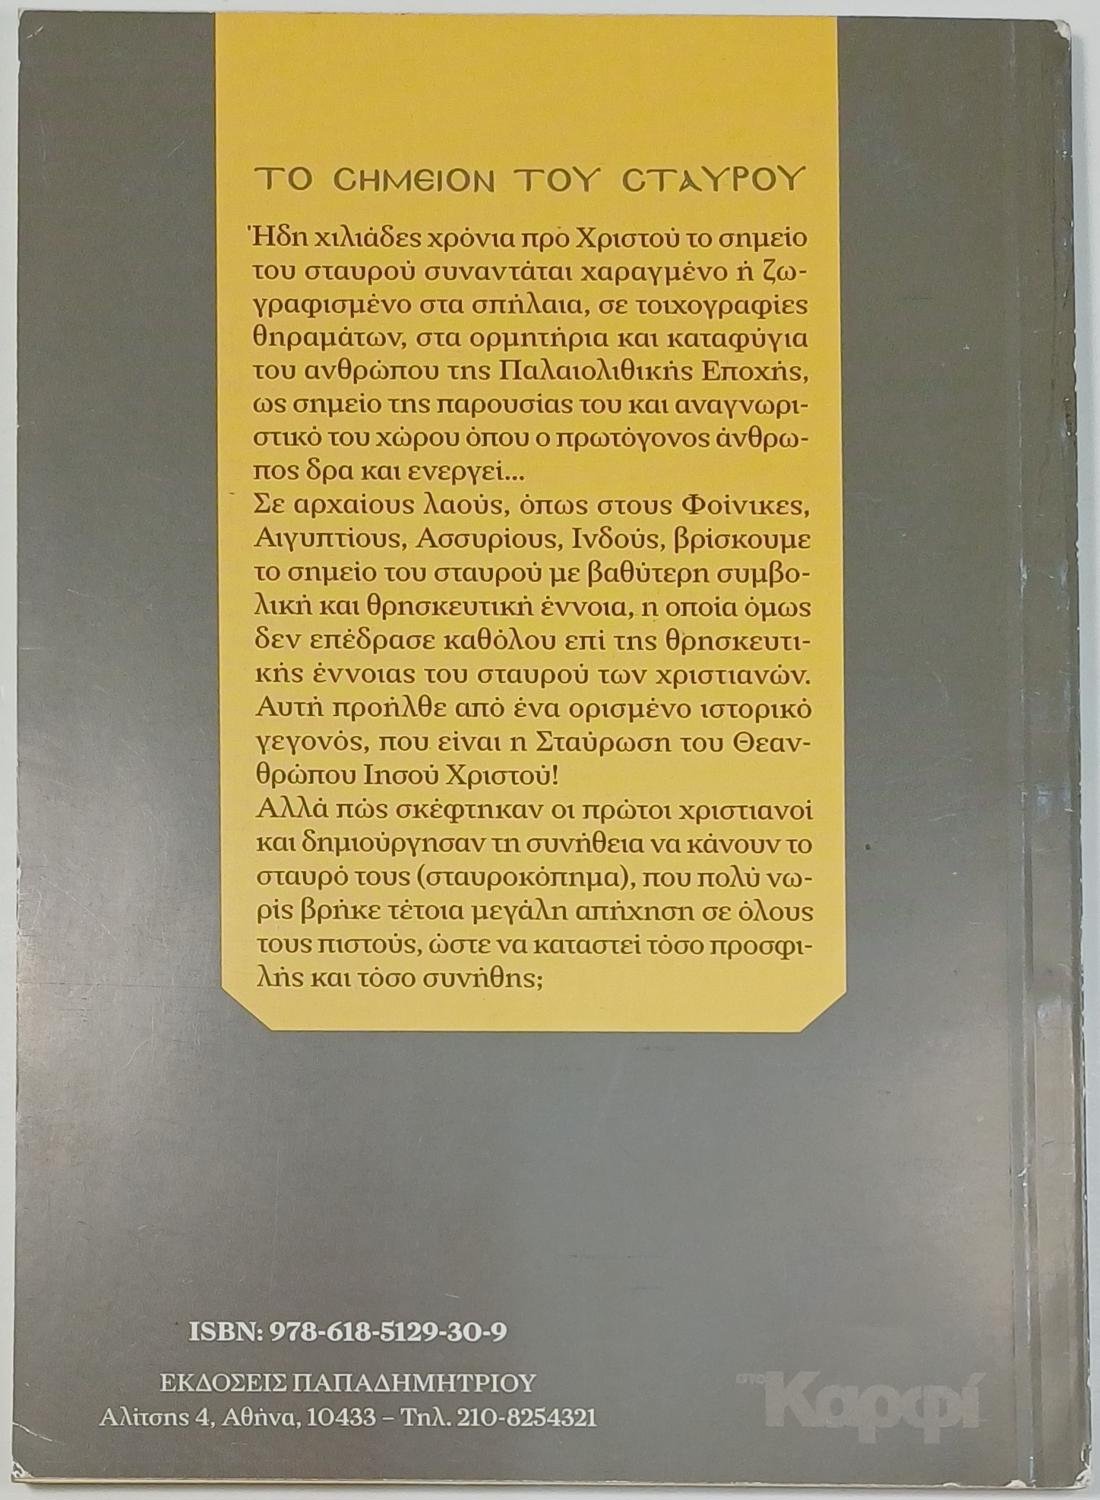 ΤΟ ΣΗΜΕΙΟΝ ΤΟΥ ΣΤΑΥΡΟΥ
Ήδη χιλιάδες χρόνια προ Χριστού το σημείο
του σταυρού συναντάται χαραγμένο ή ζω-
γραφισμένο στα σπήλαια, σε τοιχογραφίες
θηραμάτων, στα ορμητήρια και καταφύγια
του ανθρώπου της Παλαιολιθικής Εποχής,
ως σημείο της παρουσίας του και αναγνωρι-
στικό του χώρου όπου ο πρωτόγονος άνθρω-
πος δρα και ενεργεί...
Σε αρχαίους λαούς, όπως στους Φοίνικες,
Αιγυπτίους, Ασσυρίους, Ινδούς, βρίσκουμε
το σημείο του σταυρού με βαθύτερη συμβο-
λική και θρησκευτική έννοια, η οποία όμως
δεν επέδρασε καθόλου επί της θρησκευτι-
κής έννοιας του σταυρού των χριστιανών.
Αυτή προήλθε από ένα ορισμένο ιστορικό
γεγονός, που είναι η Σταύρωση του Θεαν-
θρώπου Ιησού Χριστού!
Αλλά πώς σκέφτηκαν οι πρώτοι χριστιανοί
και δημιούργησαν τη συνήθεια να κάνουν το
σταυρό τους (σταυροκόπημα), που πολύ νω-
ρίς βρήκε τέτοια μεγάλη απήχηση σε όλους
τους πιστούς, ώστε να καταστεί τόσο προσφι-
λής και τόσο συνήθης;
ISBN: 978-618-5129-30-9
ΕΚΔΟΣΕΙΣ ΠΑΠΑΔΗΜΗΤΡΙΟΥ
Αλίτσης 4, Αθήνα, 10433 – Τηλ. 210-8254321
στο Καρφί